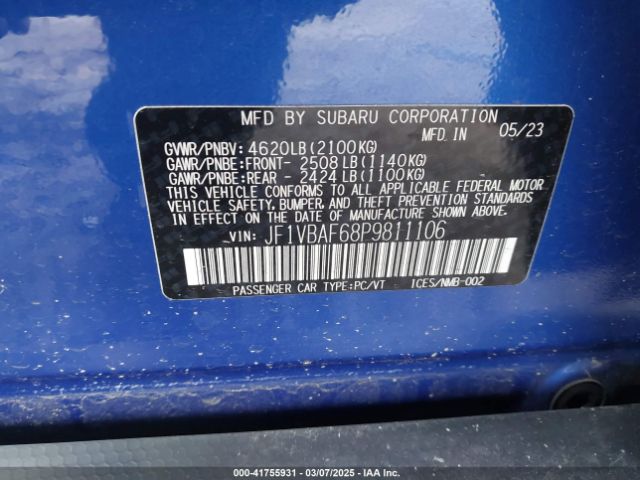 MFD BY SUBARU CORPORATION
MFD IN 05/23
GVWR/PNBV: 4620LB(2100KG)
GAWR/PNBE:FRONT- 2508LB(1140KG)
GAWR/PNBE:REAR - 2424LB(1100KG)
THIS VEHICLE CONFORMS TO ALL APPLICABLE FEDERAL MOTOR
VEHICLE SAFETY, BUMPER, AND THEFT PREVENTION STANDARDS
IN EFFECT ON THE DATE OF MANUFACTURE SHOWN ABOVE.
VIN: JF1VBAF68P9811106
PASSENGER CAR TYPE:PC/VT ICES/NMB-002
000-41755931 - 03/07/2025 - IAA Inc.